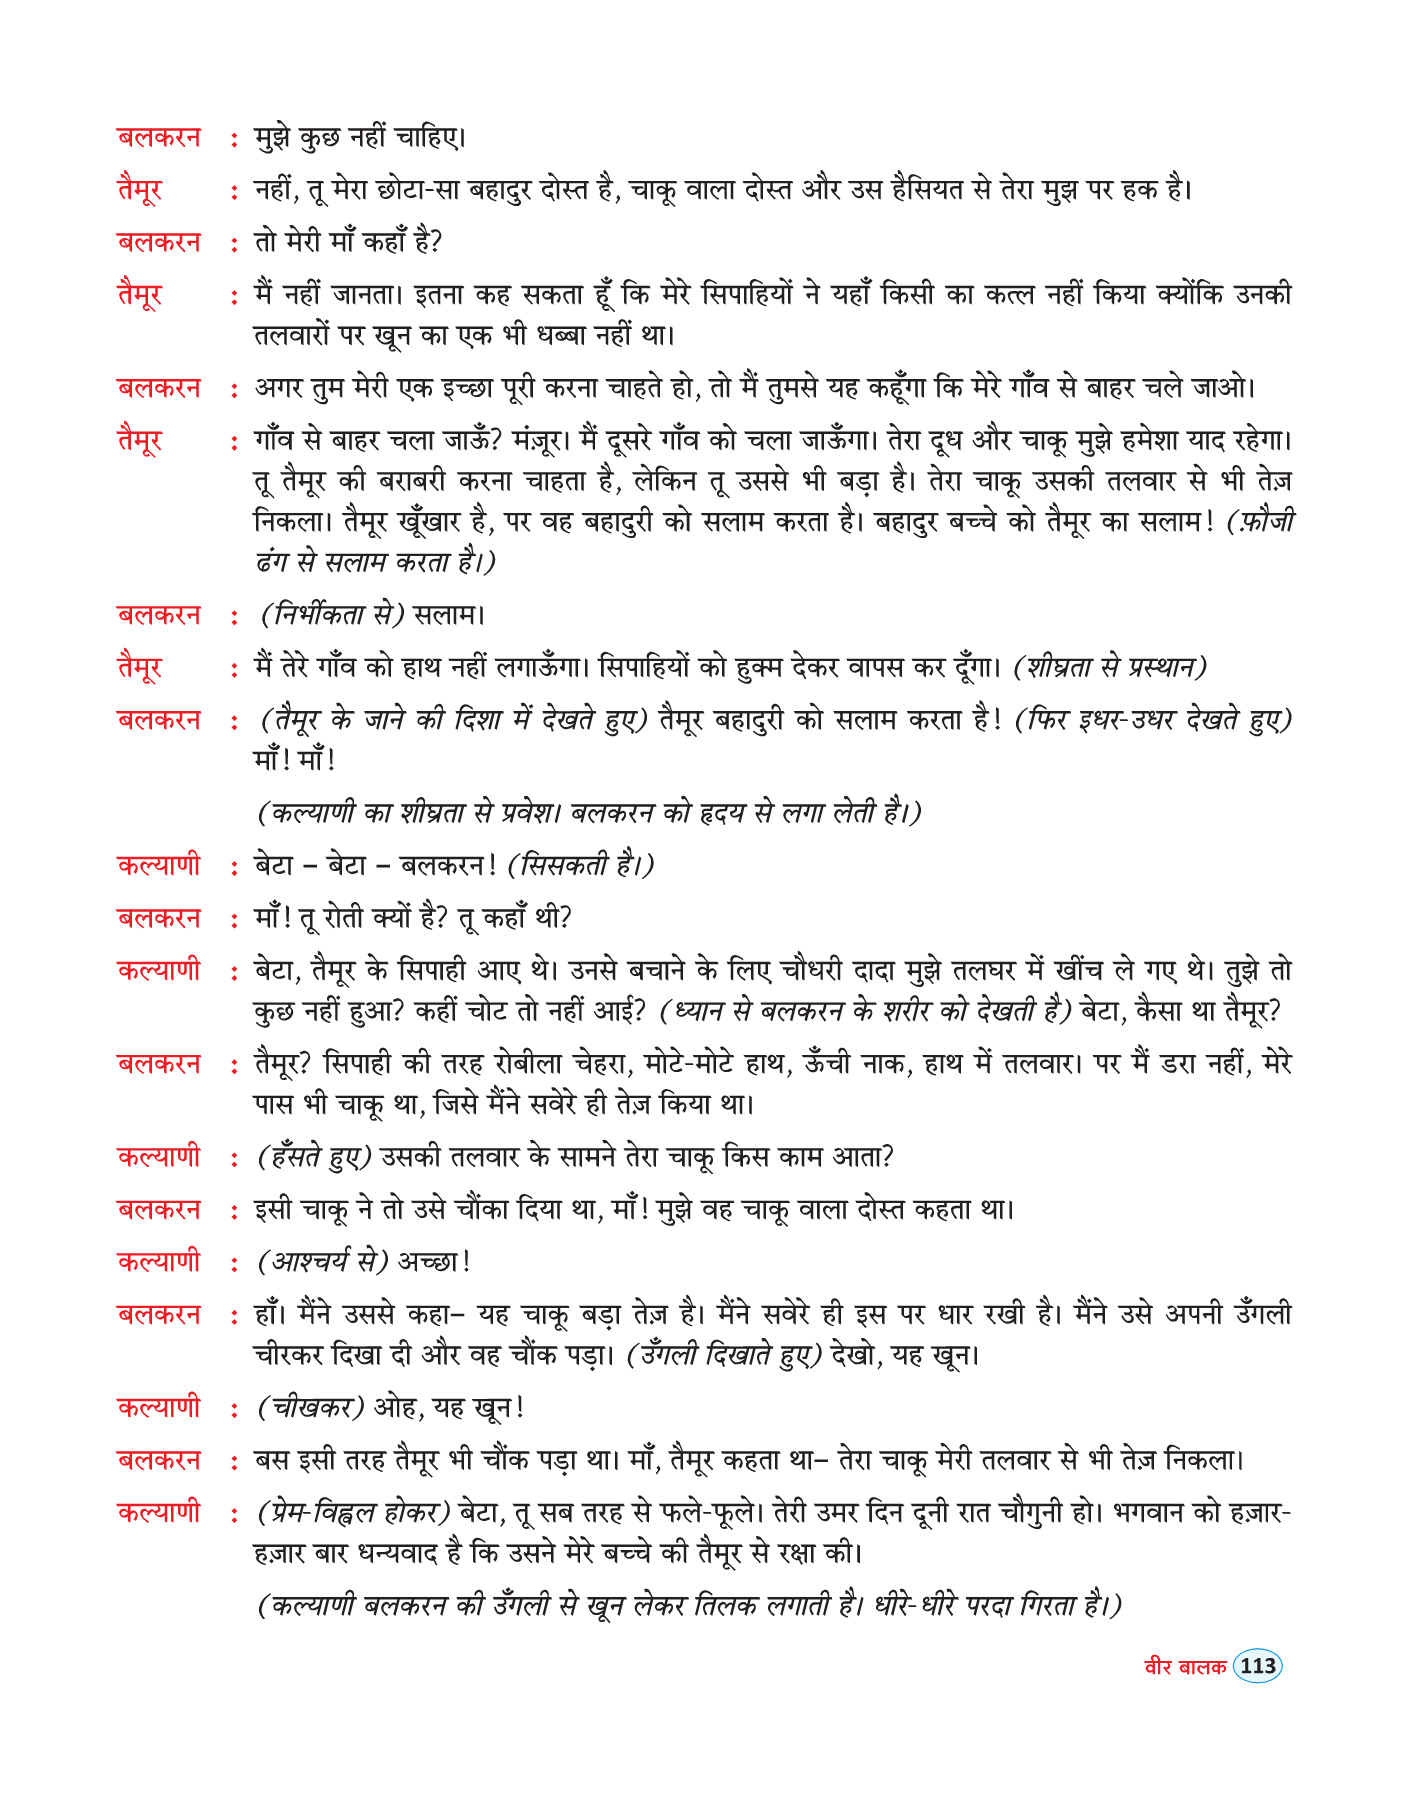 बलकरन : मुझे कुछ नहीं चाहिए।
तैमूर : नहीं, तू मेरा छोटा-सा बहादुर दोस्त है, चाकू वाला दोस्त और उस हैसियत से तेरा मुझ पर हक है।
बलकरन : तो मेरी माँ कहाँ है?
तैमूर : मैं नहीं जानता। इतना कह सकता हूँ कि मेरे सिपाहियों ने यहाँ किसी का कत्ल नहीं किया क्योंकि उनकी
तलवारों पर खून का एक भी धब्बा नहीं था।
बलकरन : अगर तुम मेरी एक इच्छा पूरी करना चाहते हो, तो मैं तुमसे यह कहूँगा कि मेरे गाँव से बाहर चले जाओ।
तैमूर : गाँव से बाहर चला जाऊँ? मंज़ूर। मैं दूसरे गाँव को चला जाऊँगा। तेरा दूध और चाकू मुझे हमेशा याद रहेगा।
तू तैमूर की बराबरी करना चाहता है, लेकिन तू उससे भी बड़ा है। तेरा चाकू उसकी तलवार से भी तेज़
निकला। तैमूर खूँखार है, पर वह बहादुरी को सलाम करता है। बहादुर बच्चे को तैमूर का सलाम! (फ़ौजी
ढंग से सलाम करता है।)
बलकरन : (निर्भीकता से) सलाम।
तैमूर : मैं तेरे गाँव को हाथ नहीं लगाऊँगा। सिपाहियों को हुक्म देकर वापस कर दूँगा। (शीघ्रता से प्रस्थान)
बलकरन : (तैमूर के जाने की दिशा में देखते हुए) तैमूर बहादुरी को सलाम करता है! (फिर इधर-उधर देखते हुए)
माँ! माँ!
(कल्याणी का शीघ्रता से प्रवेश। बलकरन को हृदय से लगा लेती है।)
कल्याणी : बेटा – बेटा – बलकरन! (सिसकती है।)
बलकरन : माँ! तू रोती क्यों है? तू कहाँ थी?
कल्याणी : बेटा, तैमूर के सिपाही आए थे। उनसे बचाने के लिए चौधरी दादा मुझे तलघर में खींच ले गए थे। तुझे तो
कुछ नहीं हुआ? कहीं चोट तो नहीं आई? (ध्यान से बलकरन के शरीर को देखती है) बेटा, कैसा था तैमूर?
बलकरन : तैमूर? सिपाही की तरह रोबीला चेहरा, मोटे-मोटे हाथ, ऊँची नाक, हाथ में तलवार। पर मैं डरा नहीं, मेरे
पास भी चाकू था, जिसे मैंने सवेरे ही तेज़ किया था।
कल्याणी : (हँसते हुए) उसकी तलवार के सामने तेरा चाकू किस काम आता?
बलकरन : इसी चाकू ने तो उसे चौंका दिया था, माँ! मुझे वह चाकू वाला दोस्त कहता था।
कल्याणी : (आश्चर्य से) अच्छा!
बलकरन : हाँ। मैंने उससे कहा– यह चाकू बड़ा तेज़ है। मैंने सवेरे ही इस पर धार रखी है। मैंने उसे अपनी उँगली
चीरकर दिखा दी और वह चौंक पड़ा। (उँगली दिखाते हुए) देखो, यह खून।
कल्याणी : (चीखकर) ओह, यह खून!
बलकरन : बस इसी तरह तैमूर भी चौंक पड़ा था। माँ, तैमूर कहता था– तेरा चाकू मेरी तलवार से भी तेज़ निकला।
कल्याणी : (प्रेम-विह्वल होकर) बेटा, तू सब तरह से फले-फूले। तेरी उमर दिन दूनी रात चौगुनी हो। भगवान को हज़ार-
हज़ार बार धन्यवाद है कि उसने मेरे बच्चे की तैमूर से रक्षा की।
(कल्याणी बलकरन की उँगली से खून लेकर तिलक लगाती है। धीरे-धीरे परदा गिरता है।)
वीर बालक 113